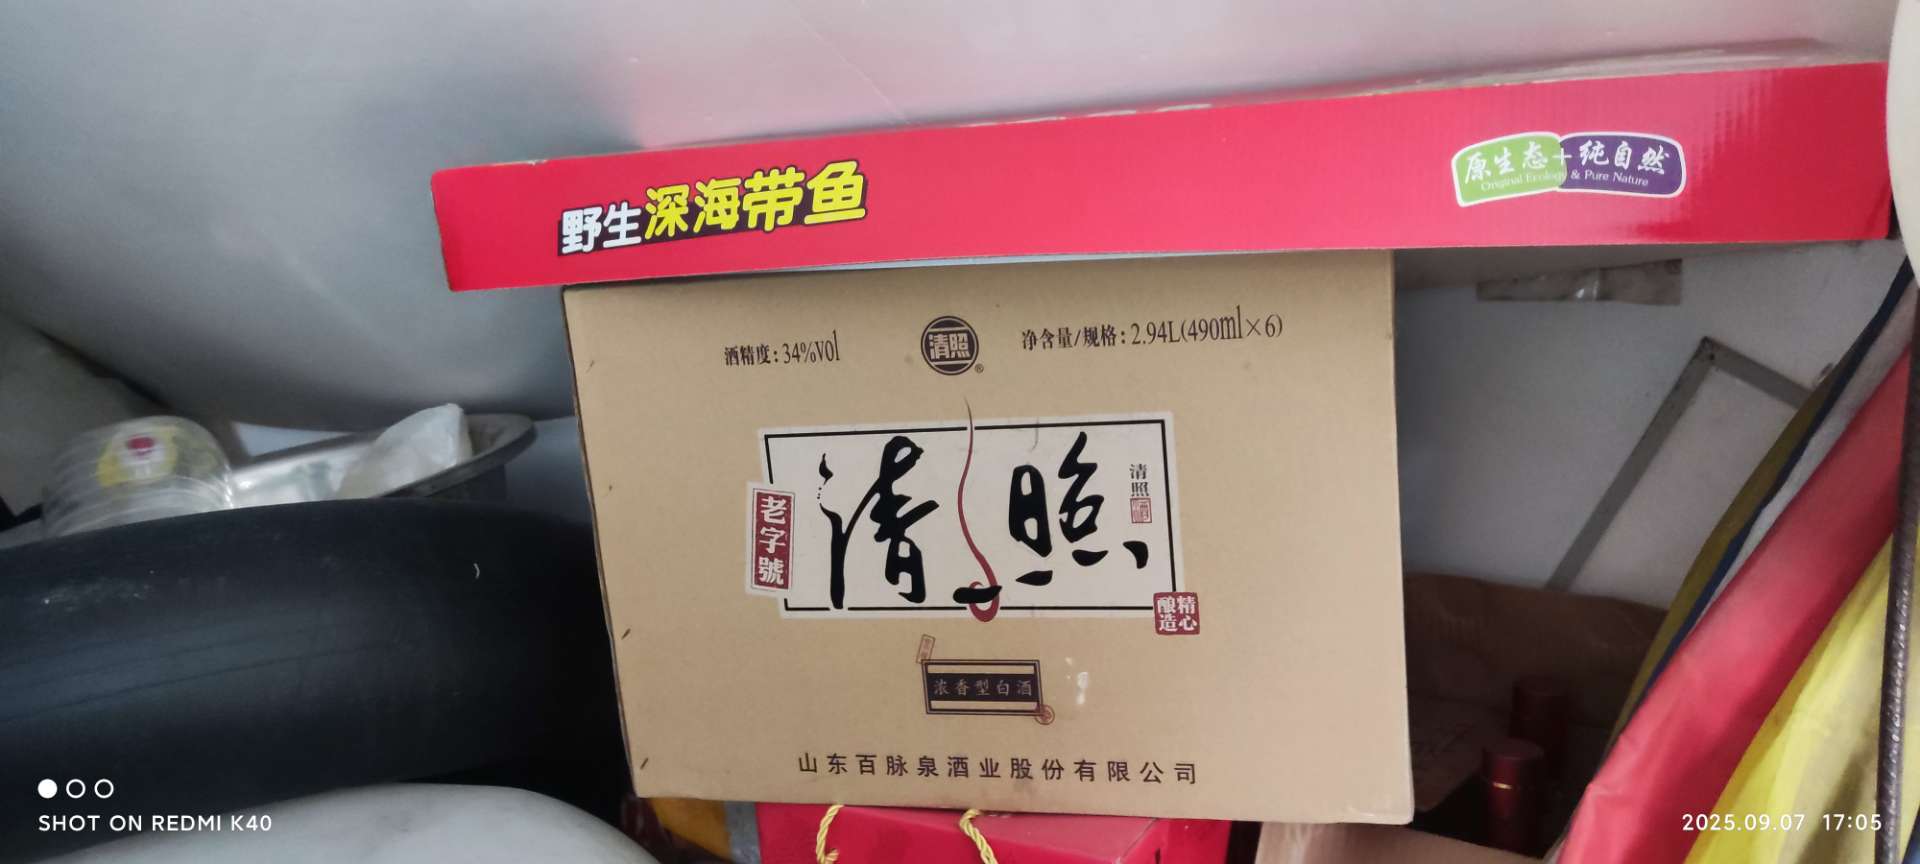 野生深海带鱼
原生态+纯自然
Original Ecology & Pure Nature
酒精度:34%vol
清照
®
净含量/规格:2.94L(490ml×6)
老字號
清照
清照
精心
酿造
浓香型白酒
山东百脉泉酒业股份有限公司
SHOT ON REDMI K40
2025.09.07 17:05